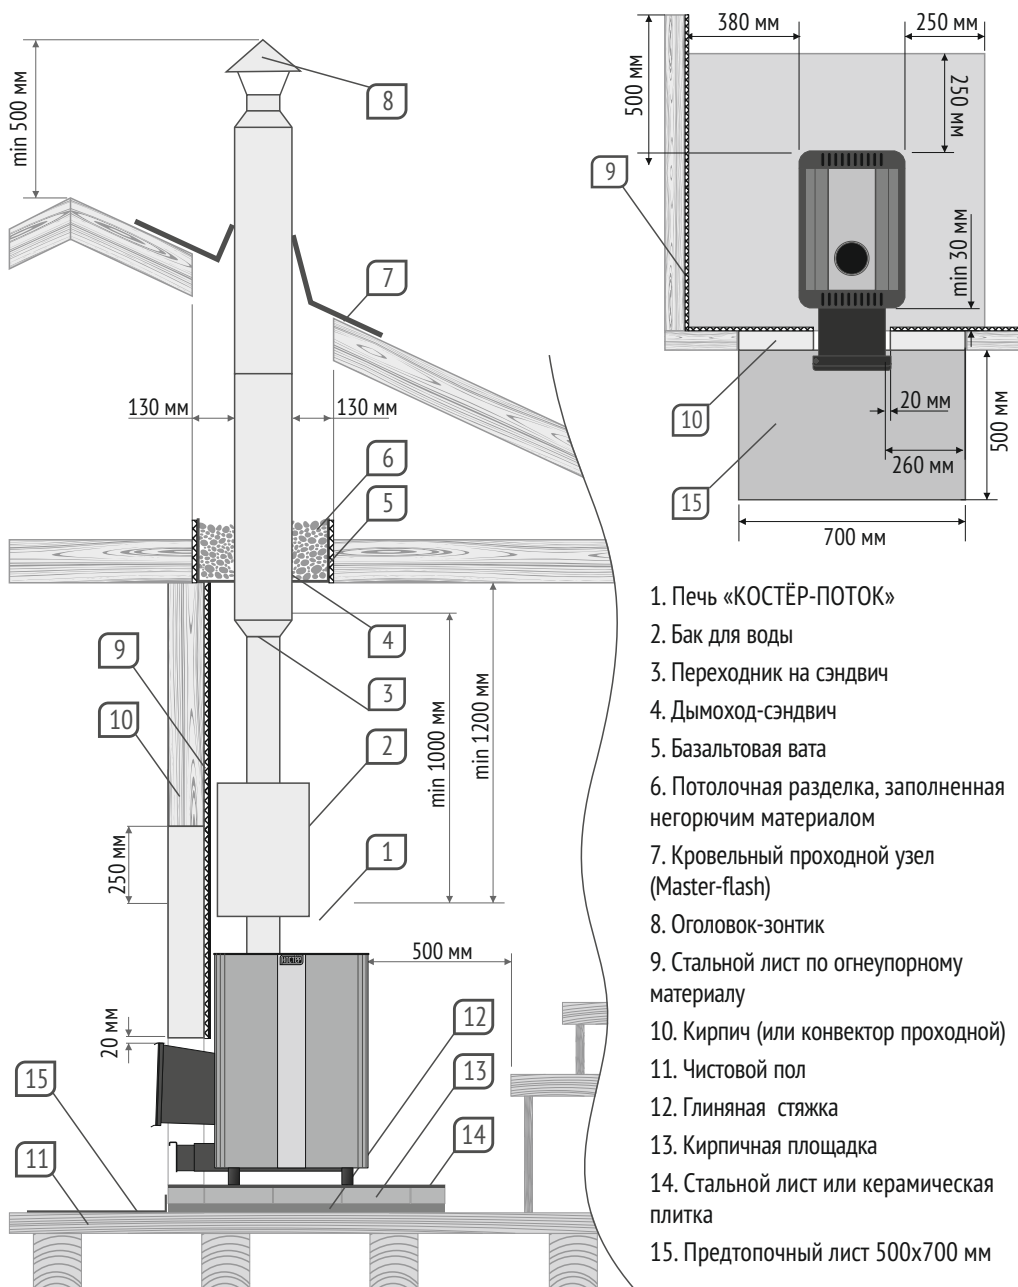 min 500 мм
8
7
130 мм
130 мм
6
5
4
9
3
10
2
min 1000 мм
min 1200 мм
1
250 мм
КОСТЁР
500 мм
20 мм
12
15
13
14
11
380 мм
250 мм
500 мм
250 мм
9
min 30 мм
10
20 мм
500 мм
260 мм
15
700 мм
1. Печь «КОСТЁР-ПОТОК»
2. Бак для воды
3. Переходник на сэндвич
4. Дымоход-сэндвич
5. Базальтовая вата
6. Потолочная разделка, заполненная
негорючим материалом
7. Кровельный проходной узел
(Master-flash)
8. Оголовок-зонтик
9. Стальной лист по огнеупорному
материалу
10. Кирпич (или конвектор проходной)
11. Чистовой пол
12. Глиняная стяжка
13. Кирпичная площадка
14. Стальной лист или керамическая
плитка
15. Предтопочный лист 500х700 мм